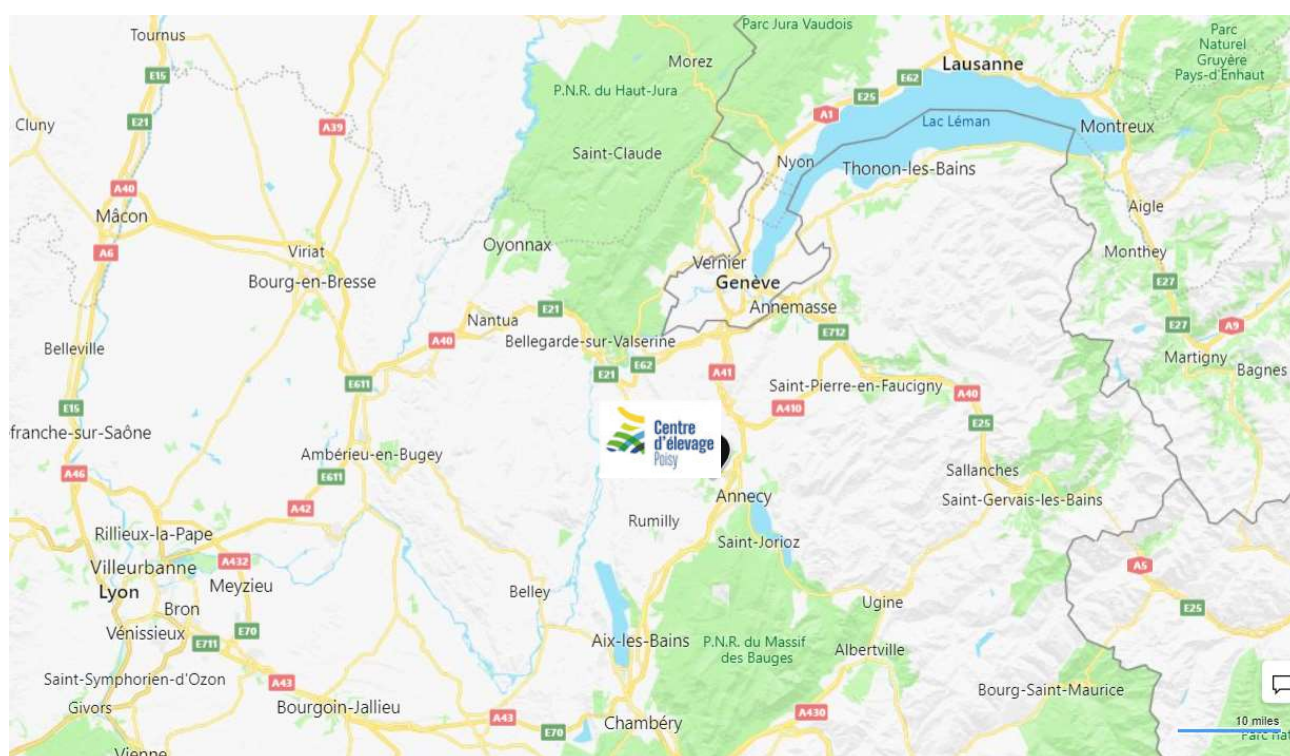 Parc Jura Vaudois
Tournus
Parc
Naturel
Gruyère
Pays-d'Enhaut
Morez
Lausanne
E15
E62
P.N.R. du Haut-Jura
E25
A1
Cluny
E21
A39
Lac Léman
Montreux
Saint-Claude
Nyon
Thonon-les-Bains
A40
Mâcon
Aigle
Viriat
Oyonnax
A6
Vernier
Monthey
Bourg-en-Bresse
Genève
E27
Annemasse
E21
Nantua
E712
E27
A9
A40
Bellegarde-sur-Valserine
Belleville
E62
Martigny
E21
A41
Bagnes
E611
Saint-Pierre-en-Faucigny
A40
E15
A410
E25
Centre
d'élevage
Poisy
franche-sur-Saône
Ambérieu-en-Bugey
A46
E611
Sallanches
Annecy
Saint-Gervais-les-Bains
A42
Rumilly
Rillieux-la-Pape
Saint-Jorioz
A432
Villeurbanne
A5
Meyzieu
Lyon
Belley
Ugine
Bron
E25
Vénissieux
E70
E711
Aix-les-Bains
P.N.R. du Massif
des Bauges
Albertville
Saint-Symphorien-d'Ozon
A43
Bourg-Saint-Maurice
Givors
Bourgoin-Jallieu
A43
A430
E70
Chambéry
10 miles
Vienne